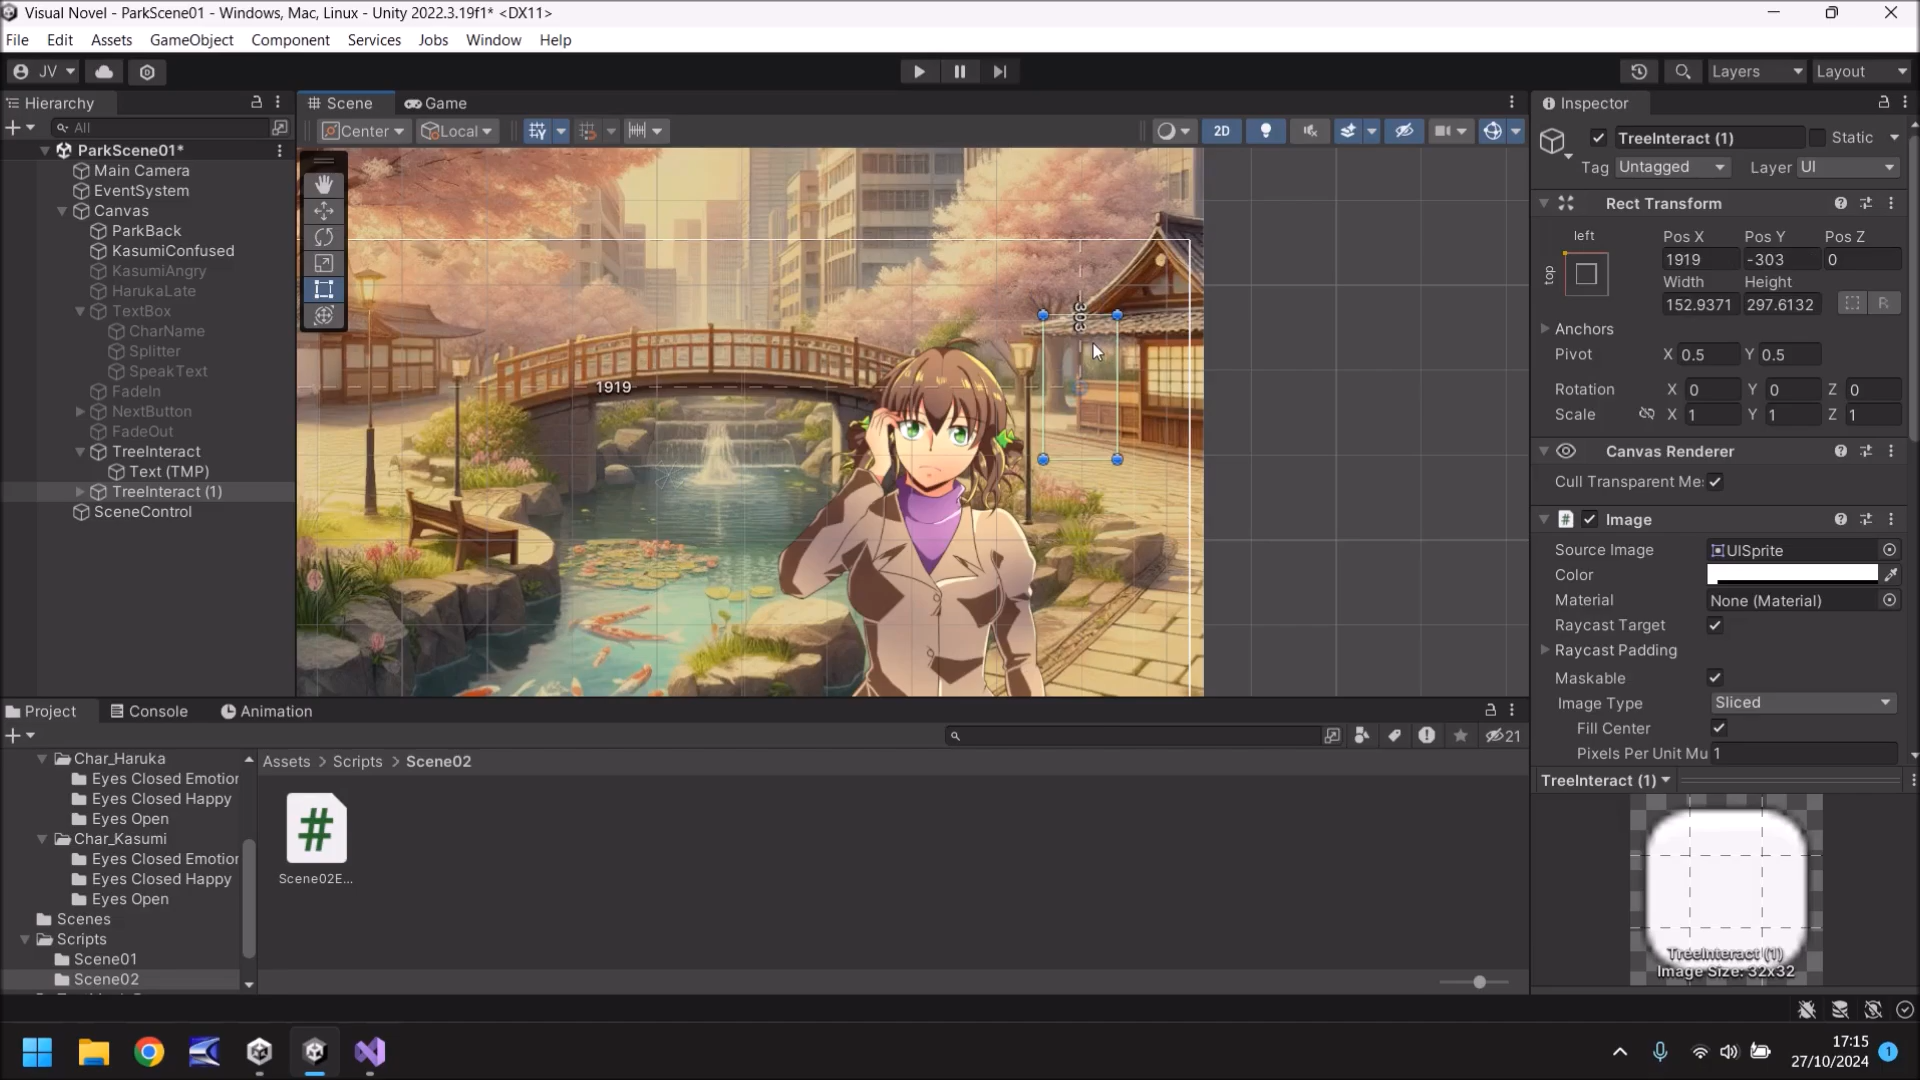 Visual Novel - ParkScene01 - Windows, Mac, Linux - Unity 2022.3.19f1* <DX11>
File Edit Assets GameObject Component Services Jobs Window Help
JV
Layers
Layout
Hierarchy
All
ParkScene01*
Main Camera
EventSystem
Canvas
ParkBack
KasumiConfused
KasumiAngry
HarukaLate
TextBox
CharName
Splitter
SpeakText
FadeIn
NextButton
FadeOut
TreeInteract
Text (TMP)
TreeInteract (1)
SceneControl
Scene
Game
Center
Local
2D
303
1919
Inspector
TreeInteract (1)
Static
Tag Untagged
Layer UI
Rect Transform
left
top
Pos X Pos Y Pos Z
1919 -303 0
Width Height
152.9371 297.6132
R
Anchors
Pivot X 0.5 Y 0.5
Rotation X 0 Y 0 Z 0
Scale X 1 Y 1 Z 1
Canvas Renderer
Cull Transparent Me:
# Image
Source Image UISprite
Color
Material None (Material)
Raycast Target
Raycast Padding
Maskable
Image Type Sliced
Fill Center
Pixels Per Unit Mu 1
TreeInteract (1)
TreeInteract (1)
Image Size: 32x32
Project
Console
Animation
21
Char_Haruka
Eyes Closed Emotior
Eyes Closed Happy
Eyes Open
Char_Kasumi
Eyes Closed Emotior
Eyes Closed Happy
Eyes Open
Scenes
Scripts
Scene01
Scene02
Assets > Scripts > Scene02
#
Scene02E...
17:15
27/10/2024
1